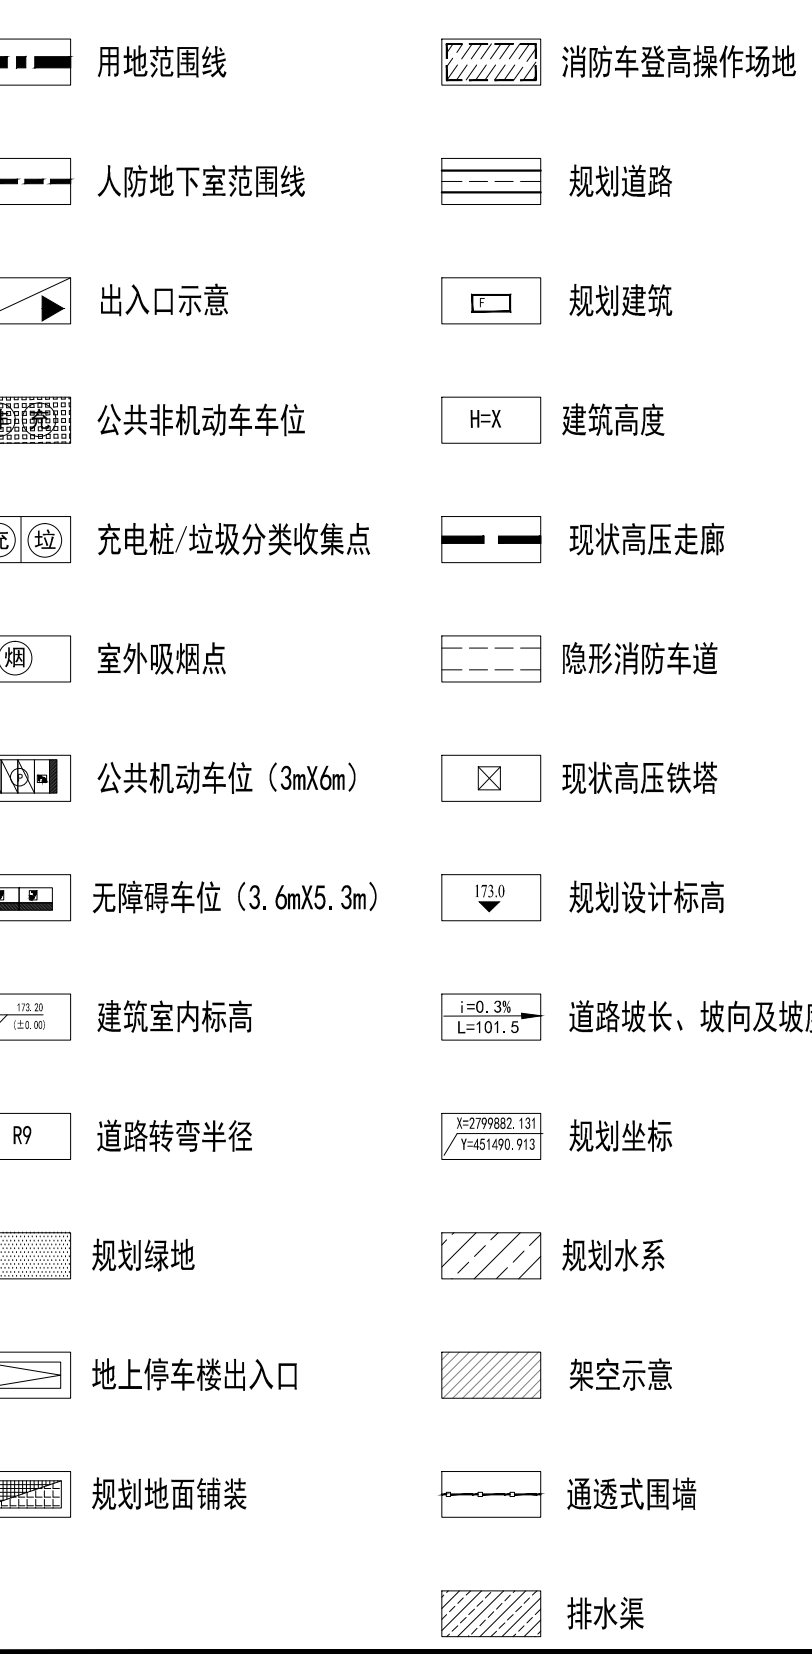 用地范围线
消防车登高操作场地
人防地下室范围线
规划道路
出入口示意
F
规划建筑
公共非机动车车位
H=X
建筑高度
垃
充电桩/垃圾分类收集点
现状高压走廊
烟
室外吸烟点
隐形消防车道
P
公共机动车位（3mX6m）
现状高压铁塔
无障碍车位（3.6mX5.3m）
173.0
规划设计标高
173.20
(±0.00)
建筑室内标高
i=0.3%
L=101.5
道路坡长、坡向及坡度
R9
道路转弯半径
X=2799882.131
Y=451490.913
规划坐标
规划绿地
规划水系
地上停车楼出入口
架空示意
规划地面铺装
通透式围墙
排水渠